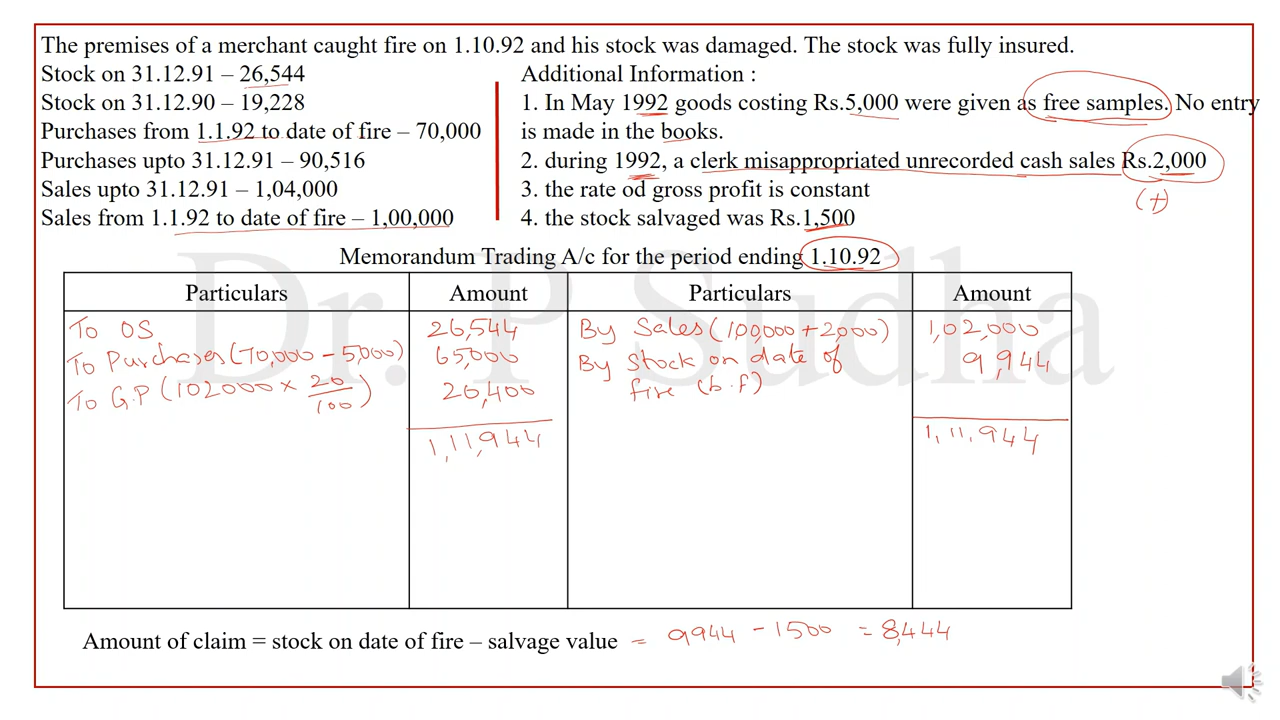 The premises of a merchant caught fire on 1.10.92 and his stock was damaged. The stock was fully insured.
Stock on 31.12.91 – 26,544
Stock on 31.12.90 – 19,228
Purchases from 1.1.92 to date of fire – 70,000
Purchases upto 31.12.91 – 90,516
Sales upto 31.12.91 – 1,04,000
Sales from 1.1.92 to date of fire – 1,00,000
Additional Information :
1. In May 1992 goods costing Rs.5,000 were given as free samples. No entry
is made in the books.
2. during 1992, a clerk misappropriated unrecorded cash sales Rs.2,000
(+)
3. the rate od gross profit is constant
4. the stock salvaged was Rs.1,500
Memorandum Trading A/c for the period ending 1.10.92
Particulars Amount Particulars Amount
To OS 26,544 By Sales (100,000 + 2,000) 1,02,000
To Purchases (70,000 – 5,000) 65,000 By Stock on date of 9,944
To G.P (102000 × 20/100) 20,400 fire (b.f)
1,11,944 1,11,944
Amount of claim = stock on date of fire – salvage value = 9944 – 1500 = 8,444
Dr. P Sudha